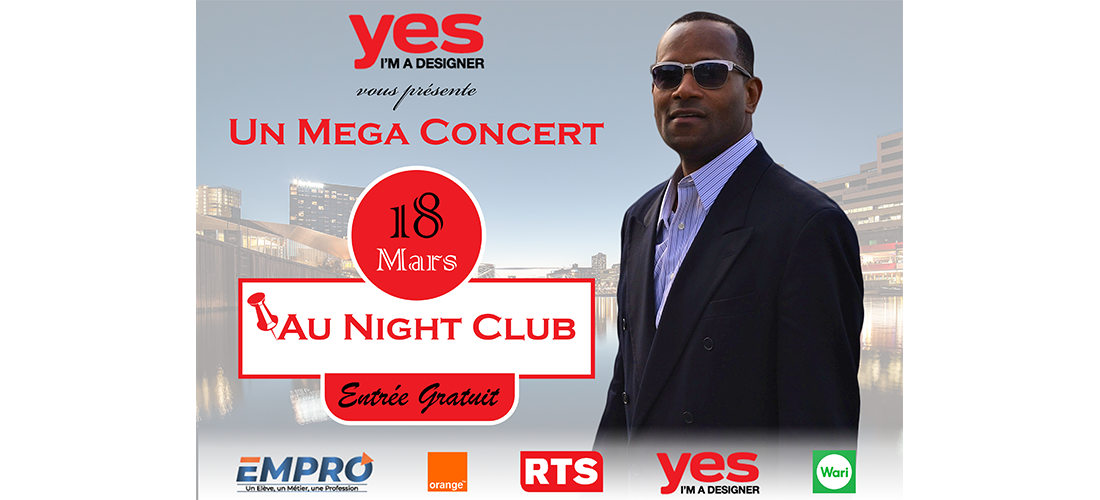 yes
I'M A DESIGNER
vous présente
UN MEGA CONCERT
18
Mars
AU NIGHT CLUB
Entrée Gratuit
EMPRO
Un Elève, un Métier, une Profession
orange™
RTS
yes
I'M A DESIGNER
Wari